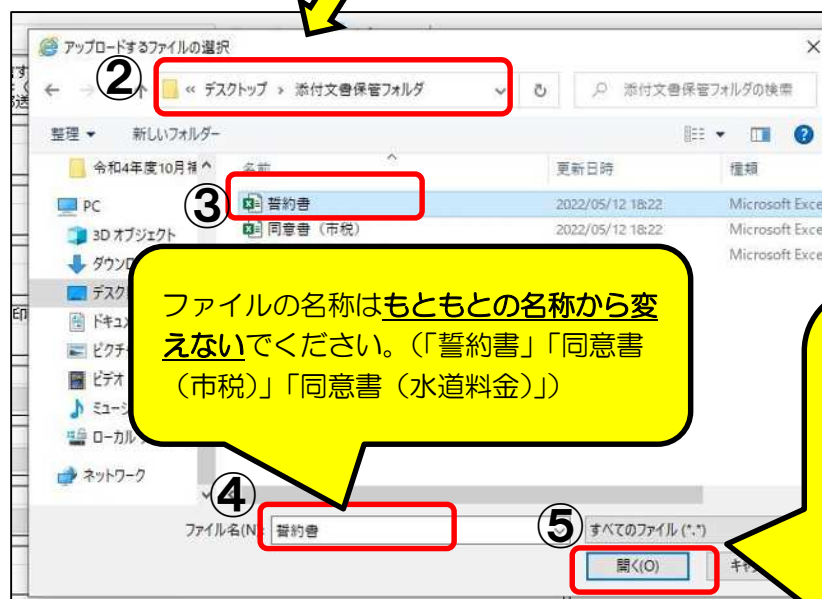 アップロードするファイルの選択
②
« デスクトップ › 添付文書保管フォルダ
添付文書保管フォルダの検索
整理 ▼ 新しいフォルダー
令和4年度10月補
名前 更新日時 種類
PC
③
誓約書 2022/05/12 18:22 Microsoft Exce
3D オブジェクト
同意書（市税） 2022/05/12 18:22 Microsoft Exce
Microsoft Exce
ファイルの名称はもともとの名称から変
えないでください。（「誓約書」「同意書
（市税）」「同意書（水道料金）」）
ビデオ
ネットワーク
④
ファイル名(N): 誓約書
⑤
すべてのファイル (*.*)
開く(O)